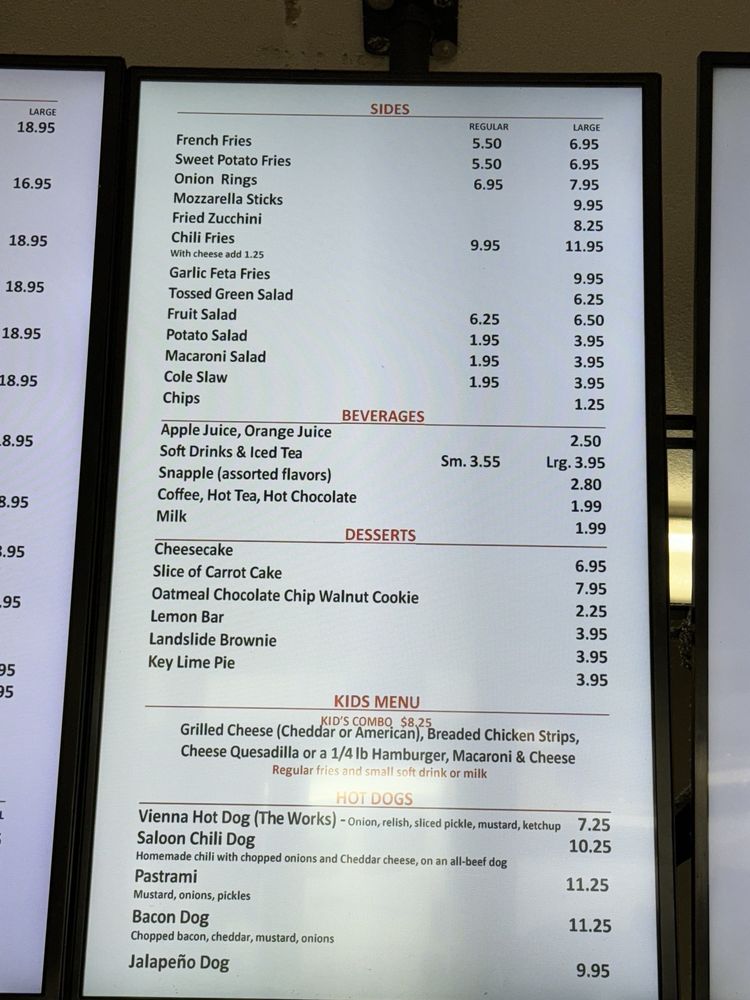 LARGE
18.95
16.95
18.95
18.95
18.95
18.95
8.95
8.95
.95
.95
95
95
SIDES
REGULAR LARGE
French Fries 5.50 6.95
Sweet Potato Fries 5.50 6.95
Onion Rings 6.95 7.95
Mozzarella Sticks 9.95
Fried Zucchini 8.25
Chili Fries 9.95 11.95
With cheese add 1.25
Garlic Feta Fries 9.95
Tossed Green Salad 6.25
Fruit Salad 6.25 6.50
Potato Salad 1.95 3.95
Macaroni Salad 1.95 3.95
Cole Slaw 1.95 3.95
Chips 1.25
BEVERAGES
Apple Juice, Orange Juice 2.50
Soft Drinks & Iced Tea Sm. 3.55 Lrg. 3.95
Snapple (assorted flavors) 2.80
Coffee, Hot Tea, Hot Chocolate 1.99
Milk 1.99
DESSERTS
Cheesecake 6.95
Slice of Carrot Cake 7.95
Oatmeal Chocolate Chip Walnut Cookie 2.25
Lemon Bar 3.95
Landslide Brownie 3.95
Key Lime Pie 3.95
KIDS MENU
KID'S COMBO $8.25
Grilled Cheese (Cheddar or American), Breaded Chicken Strips,
Cheese Quesadilla or a 1/4 lb Hamburger, Macaroni & Cheese
Regular fries and small soft drink or milk
HOT DOGS
Vienna Hot Dog (The Works) - Onion, relish, sliced pickle, mustard, ketchup 7.25
Saloon Chili Dog 10.25
Homemade chili with chopped onions and Cheddar cheese, on an all-beef dog
Pastrami 11.25
Mustard, onions, pickles
Bacon Dog 11.25
Chopped bacon, cheddar, mustard, onions
Jalapeño Dog 9.95